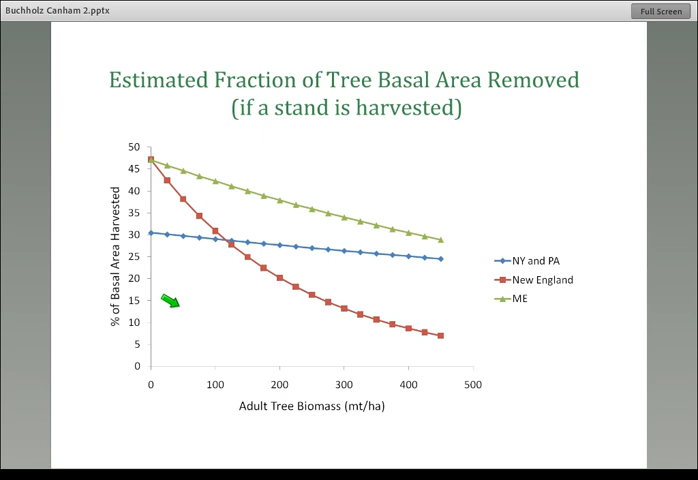 Buchholz Canham 2.pptx
Full Screen
Estimated Fraction of Tree Basal Area Removed
(if a stand is harvested)
% of Basal Area Harvested
50
45
40
35
30
25
20
15
10
5
0
0 100 200 300 400 500
Adult Tree Biomass (mt/ha)
NY and PA
New England
ME